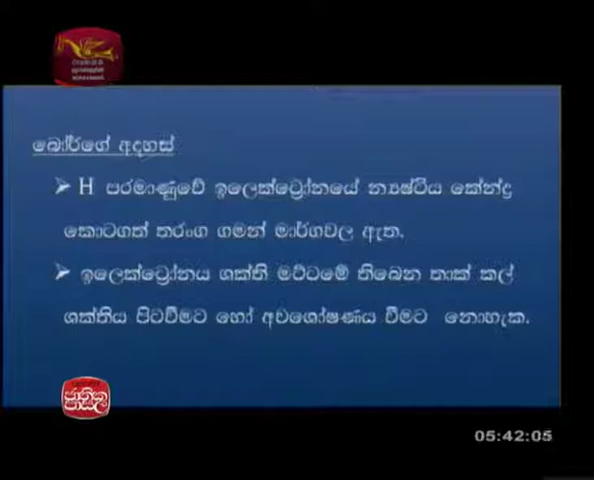 බෝර්ගේ අදහස්
➢ H පරමාණුවේ ඉලෙක්ට්‍රෝනයේ න්‍යෂ්ටිය කේන්ද්‍ර
කොටගත් තරංග ගමන් මාර්ගවල ඇත.
➢ ඉලෙක්ට්‍රෝනය ශක්ති මට්ටමේ තිබෙන තාක් කල්
ශක්තිය පිටවීමට හෝ අවශෝෂණය වීමට නොහැක.
ජාතික
පාසල
05:42:05